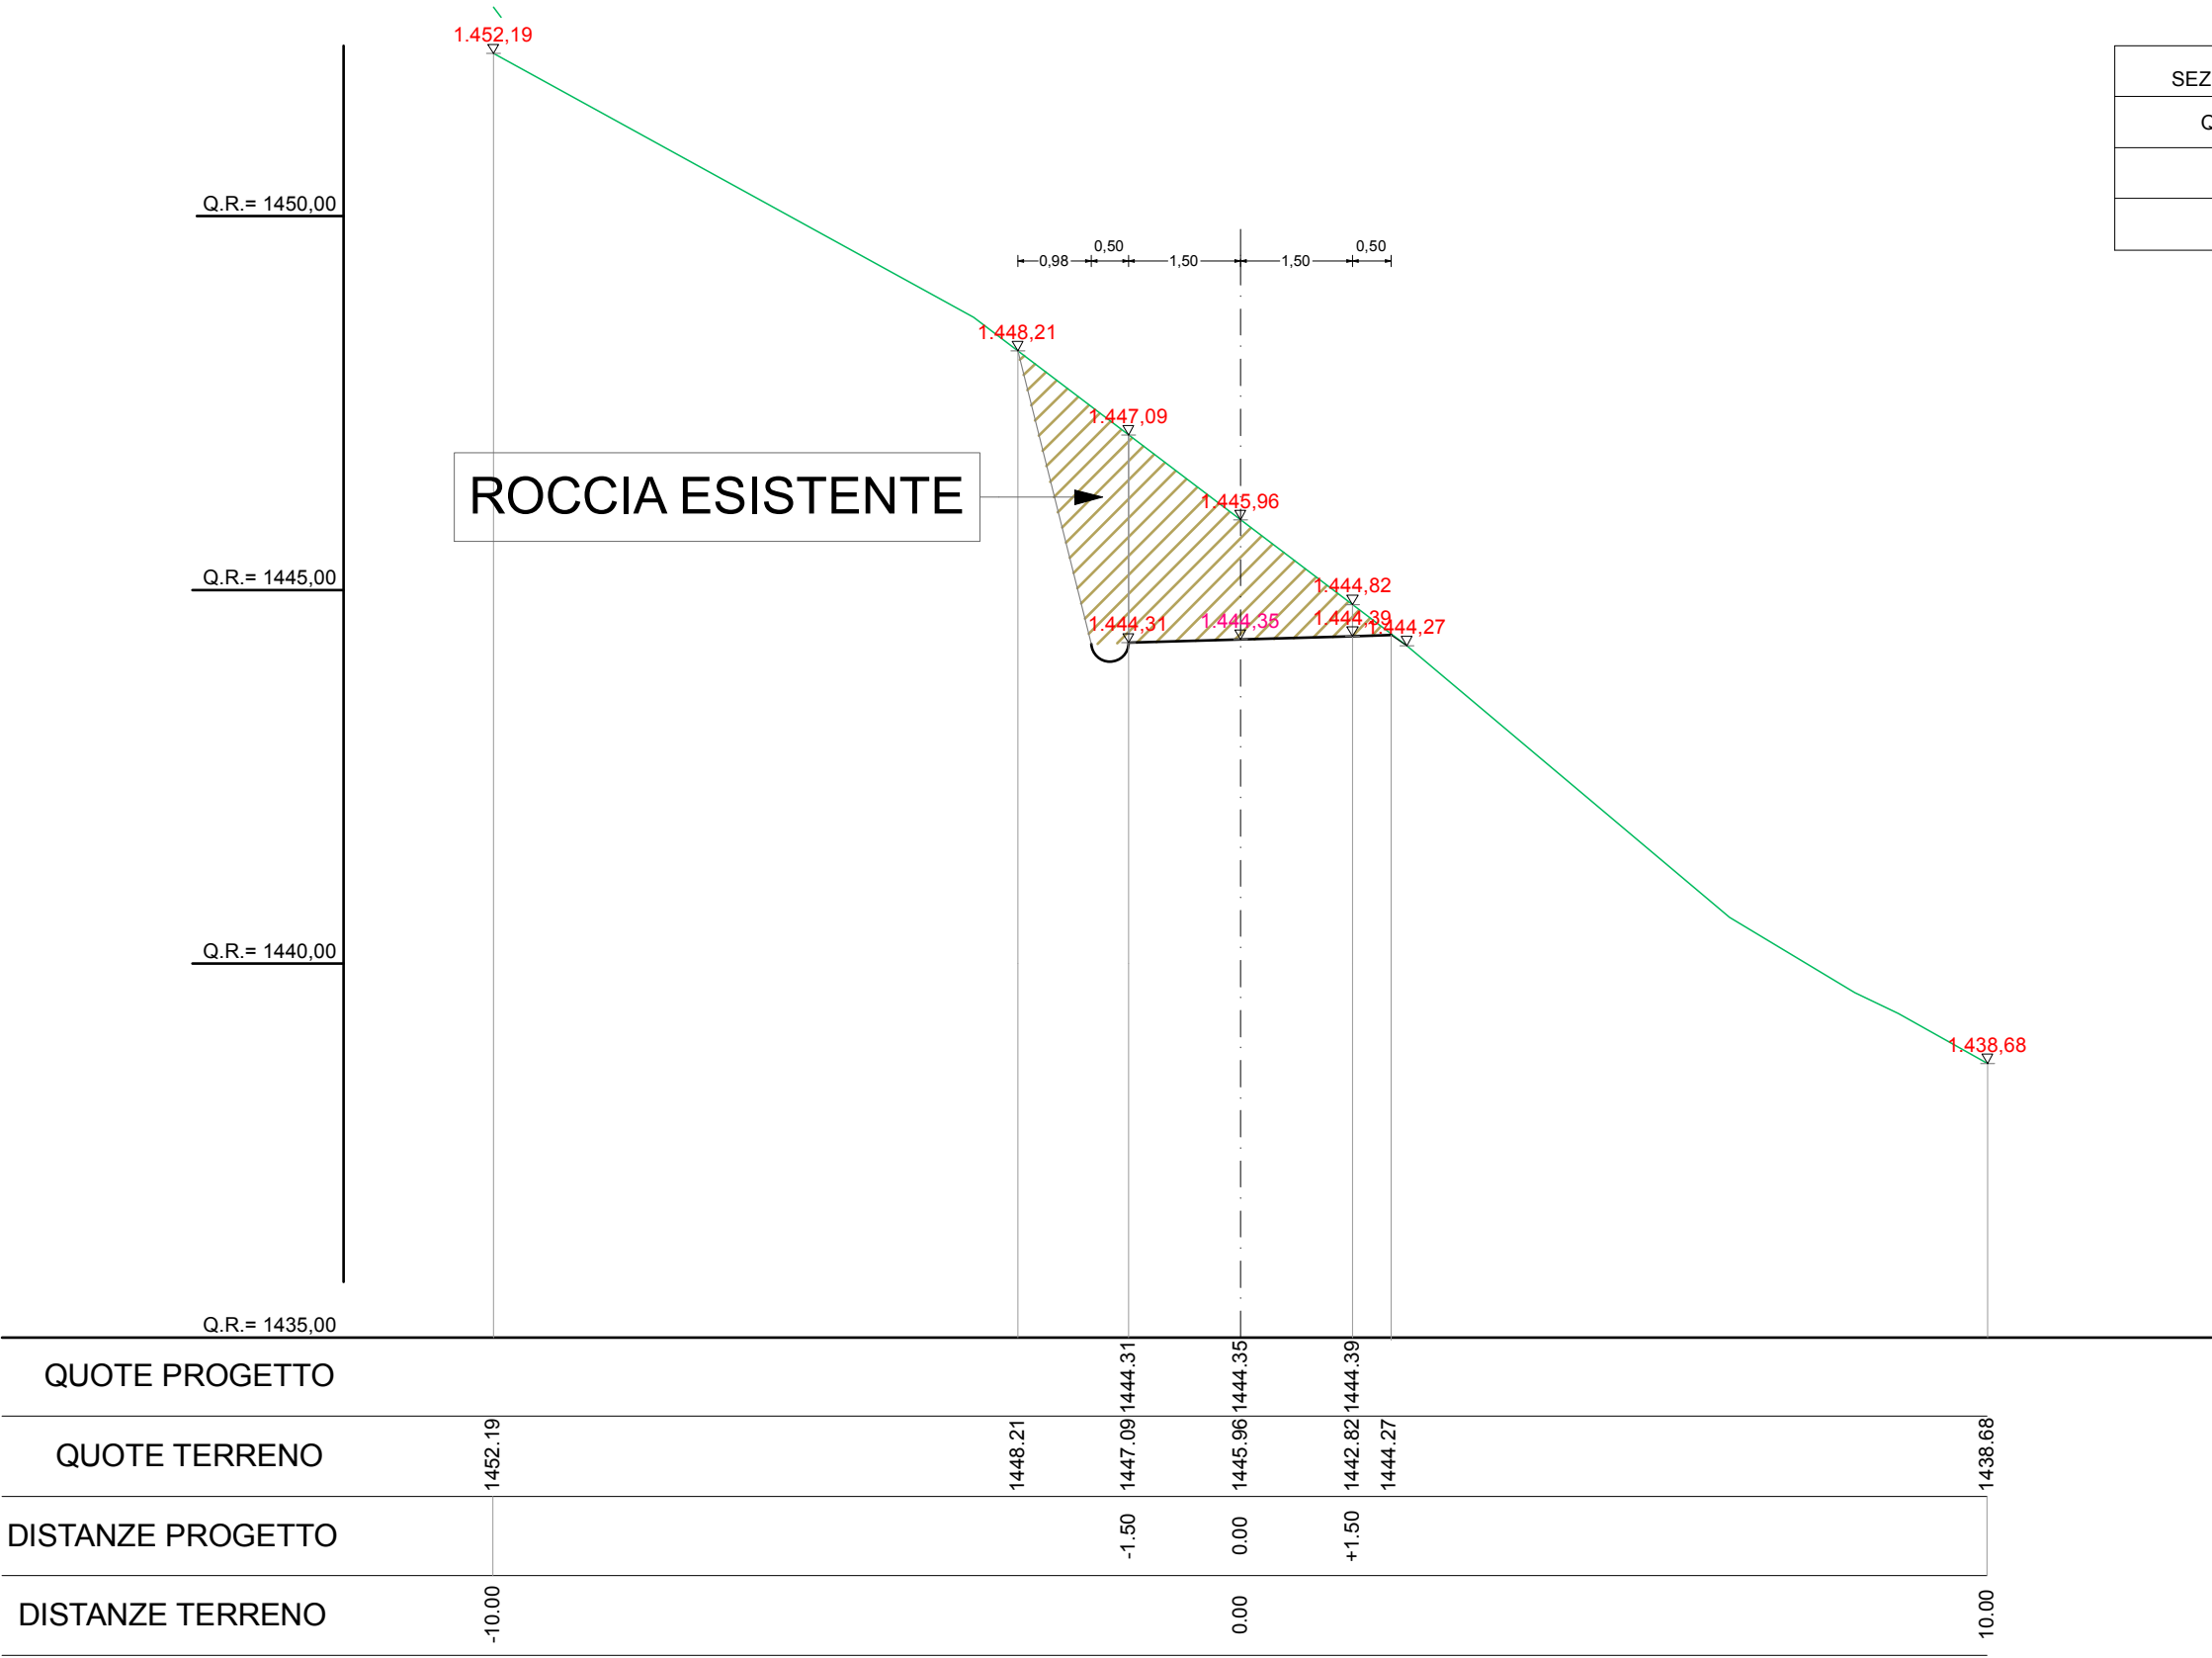 1.452,19
SEZ
Q
Q.R.= 1450,00
0,50
0,50
0,98
1,50
1,50
1.448,21
1.447,09
ROCCIA ESISTENTE
1.445,96
Q.R.= 1445,00
1.444,82
1.444,31
1.444,35
1.444,39
1.444,27
Q.R.= 1440,00
1.438,68
Q.R.= 1435,00
QUOTE PROGETTO 1444.31 1444.35 1444.39
QUOTE TERRENO 1452.19 1448.21 1447.09 1445.96 1442.82 1444.27 1438.68
DISTANZE PROGETTO -1.50 0.00 +1.50
DISTANZE TERRENO -10.00 0.00 10.00